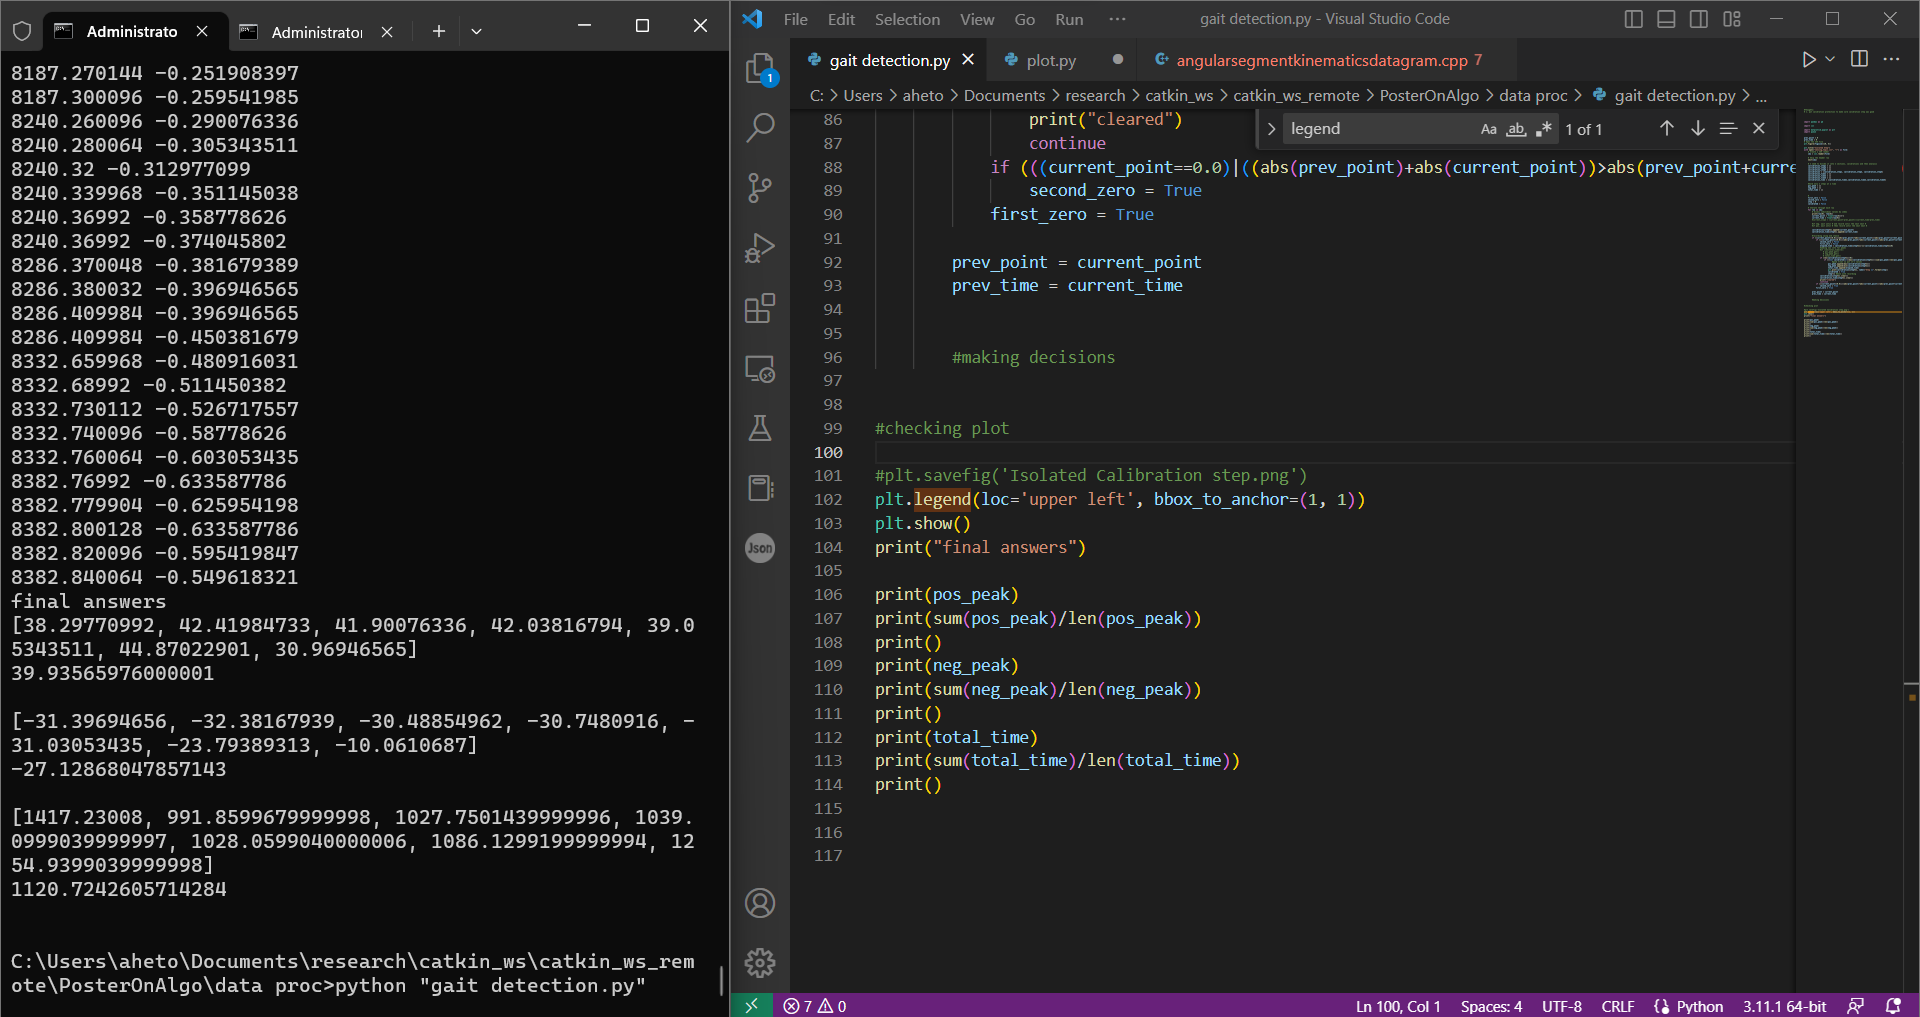 Administrato
Administrator
8187.270144 -0.251908397
8187.300096 -0.259541985
8240.260096 -0.290076336
8240.280064 -0.305343511
8240.32 -0.312977099
8240.339968 -0.351145038
8240.36992 -0.358778626
8240.36992 -0.374045802
8286.370048 -0.381679389
8286.380032 -0.396946565
8286.409984 -0.396946565
8286.409984 -0.450381679
8332.659968 -0.480916031
8332.68992 -0.511450382
8332.730112 -0.526717557
8332.740096 -0.58778626
8332.760064 -0.603053435
8382.76992 -0.633587786
8382.779904 -0.625954198
8382.800128 -0.633587786
8382.820096 -0.595419847
8382.840064 -0.549618321
final answers
[38.29770992, 42.41984733, 41.90076336, 42.03816794, 39.0
5343511, 44.87022901, 30.96946565]
39.93565976000001
[-31.39694656, -32.38167939, -30.48854962, -30.7480916, -
31.03053435, -23.79389313, -10.0610687]
-27.12868047857143
[1417.23008, 991.8599679999998, 1027.7501439999996, 1039.
0999039999997, 1028.0599040000006, 1086.1299199999994, 12
54.9399039999998]
1120.7242605714284
C:\Users\aheto\Documents\research\catkin_ws\catkin_ws_rem
ote\PosterOnAlgo\data proc>python "gait detection.py"
File Edit Selection View Go Run ··· gait detection.py - Visual Studio Code
gait detection.py
plot.py
angularsegmentkinematicsdatagram.cpp 7
C: > Users > aheto > Documents > research > catkin_ws > catkin_ws_remote > PosterOnAlgo > data proc > gait detection.py > ...
1
Json
legend Aa ab .* 1 of 1
86 print("cleared")
87 continue
88 if (((current_point==0.0)|((abs(prev_point)+abs(current_point))>abs(prev_point+curre
89 second_zero = True
90 first_zero = True
91
92 prev_point = current_point
93 prev_time = current_time
94
95
96 #making decisions
97
98
99 #checking plot
100
101 #plt.savefig('Isolated Calibration step.png')
102 plt.legend(loc='upper left', bbox_to_anchor=(1, 1))
103 plt.show()
104 print("final answers")
105
106 print(pos_peak)
107 print(sum(pos_peak)/len(pos_peak))
108 print()
109 print(neg_peak)
110 print(sum(neg_peak)/len(neg_peak))
111 print()
112 print(total_time)
113 print(sum(total_time)/len(total_time))
114 print()
115
116
117
7 0 Ln 100, Col 1 Spaces: 4 UTF-8 CRLF Python 3.11.1 64-bit